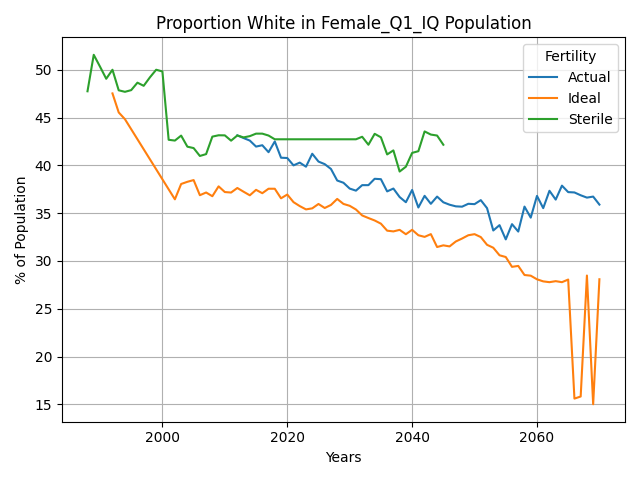 Proportion White in Female_Q1_IQ Population
% of Population
50
45
40
35
30
25
20
15
2000
2020
2040
2060
Years
Fertility
Actual
Ideal
Sterile